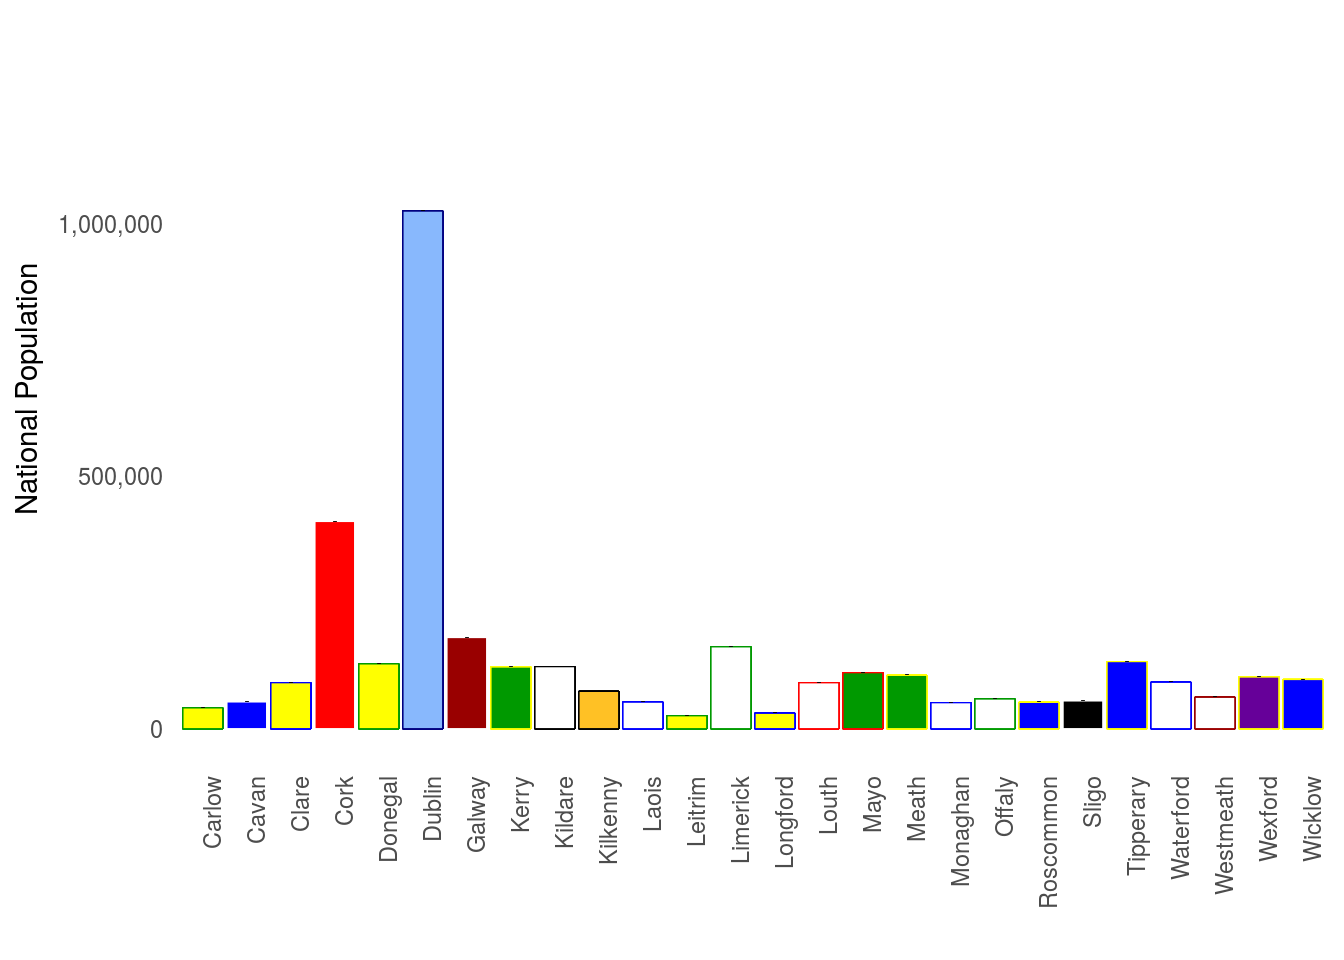 National Population
1,000,000
500,000
0
Carlow
Cavan
Clare
Cork
Donegal
Dublin
Galway
Kerry
Kildare
Kilkenny
Laois
Leitrim
Limerick
Longford
Louth
Mayo
Meath
Monaghan
Offaly
Roscommon
Sligo
Tipperary
Waterford
Westmeath
Wexford
Wicklow